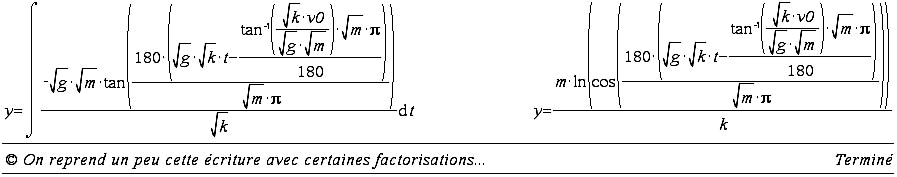 y=∫ (-√g·√m·tan((180·(√g·√k·t-(tan⁻¹((√k·v0)/(√g·√m))·√m·π)/180))/(√m·π)))/√k dt    y=(m·ln(cos((180·(√g·√k·t-(tan⁻¹((√k·v0)/(√g·√m))·√m·π)/180))/(√m·π))))/k
© On reprend un peu cette écriture avec certaines factorisations... Terminé